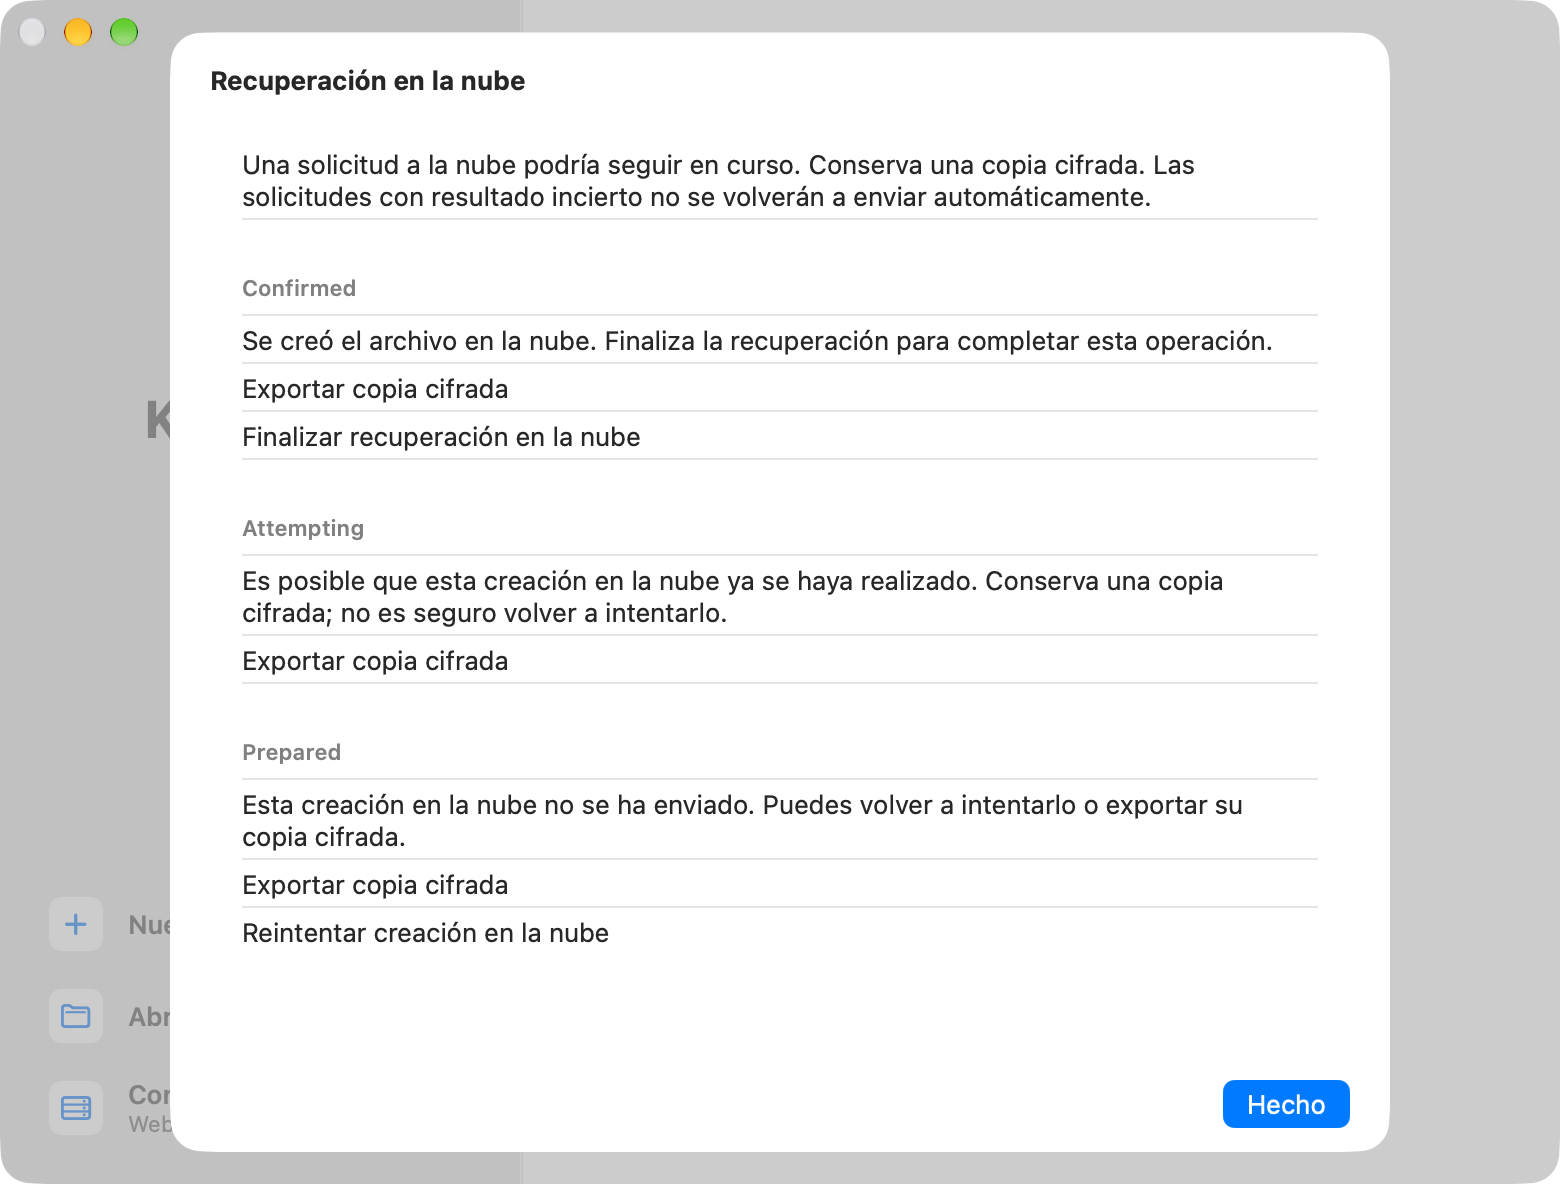 Recuperación en la nube
Una solicitud a la nube podría seguir en curso. Conserva una copia cifrada. Las
solicitudes con resultado incierto no se volverán a enviar automáticamente.
Confirmed
Se creó el archivo en la nube. Finaliza la recuperación para completar esta operación.
Exportar copia cifrada
Finalizar recuperación en la nube
Attempting
Es posible que esta creación en la nube ya se haya realizado. Conserva una copia
cifrada; no es seguro volver a intentarlo.
Exportar copia cifrada
Prepared
Esta creación en la nube no se ha enviado. Puedes volver a intentarlo o exportar su
copia cifrada.
Exportar copia cifrada
Reintentar creación en la nube
Hecho